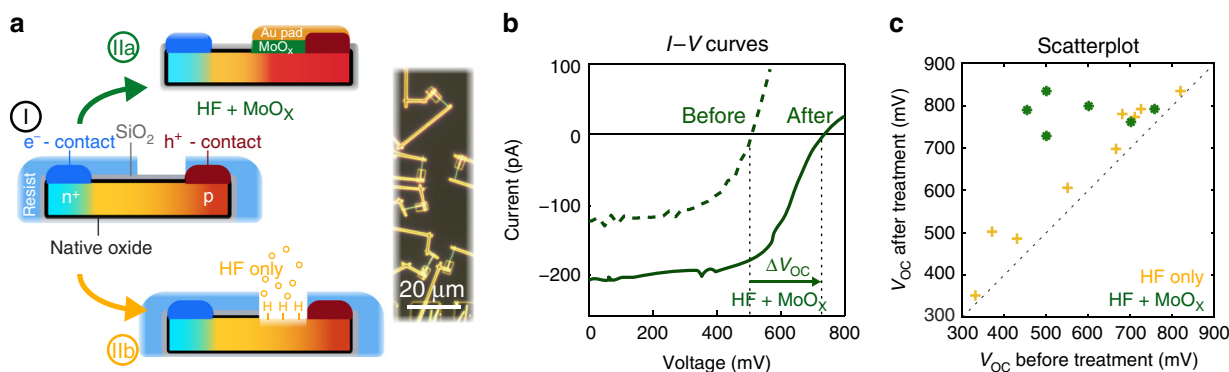 a
IIa
Au pad
MoOₓ
HF + MoOₓ
I
SiO₂
e⁻ - contact
h⁺ - contact
Resist
n⁺
p
Native oxide
HF only
H H H
IIb
20 µm
b
I–V curves
100
0
−100
−200
Current (pA)
Before
After
ΔV_OC
HF + MoOₓ
0
200
400
600
800
Voltage (mV)
c
Scatterplot
900
800
700
600
500
400
300
V_OC after treatment (mV)
HF only
HF + MoOₓ
300 400 500 600 700 800 900
V_OC before treatment (mV)